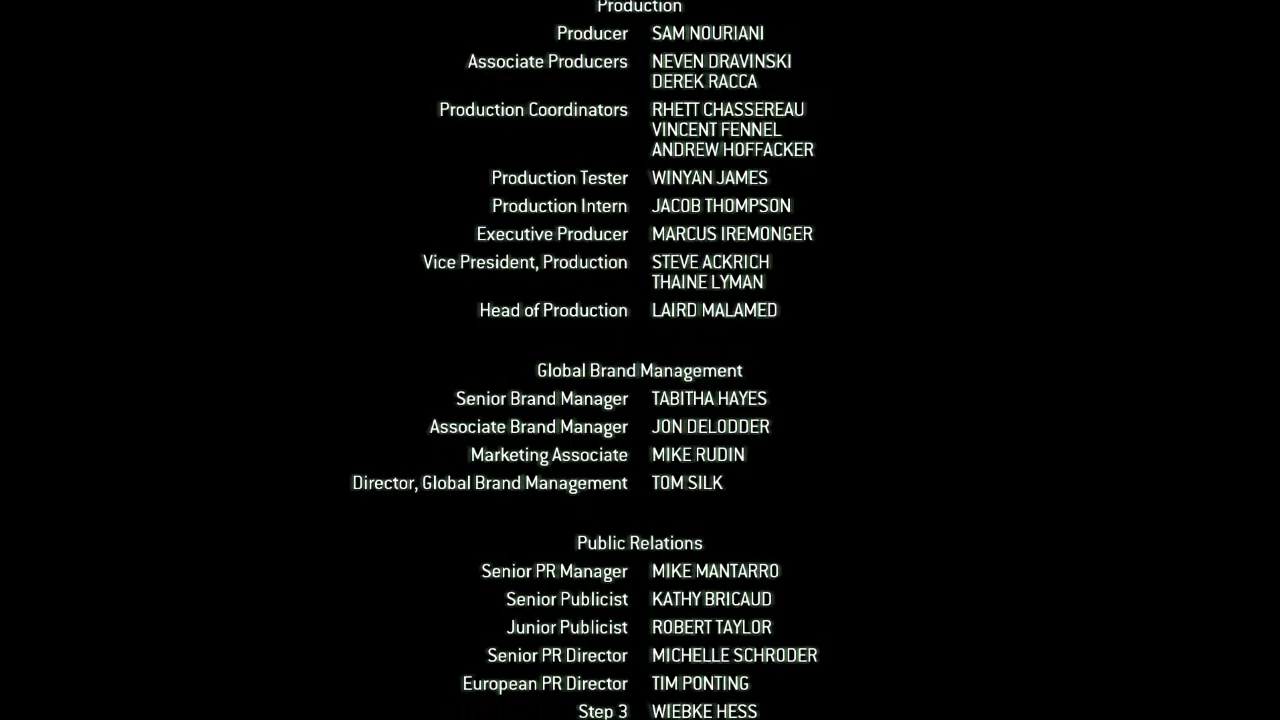 Production
Producer SAM NOURIANI
Associate Producers NEVEN DRAVINSKI
DEREK RACCA
Production Coordinators RHETT CHASSEREAU
VINCENT FENNEL
ANDREW HOFFACKER
Production Tester WINYAN JAMES
Production Intern JACOB THOMPSON
Executive Producer MARCUS IREMONGER
Vice President, Production STEVE ACKRICH
THAINE LYMAN
Head of Production LAIRD MALAMED
Global Brand Management
Senior Brand Manager TABITHA HAYES
Associate Brand Manager JON DELODDER
Marketing Associate MIKE RUDIN
Director, Global Brand Management TOM SILK
Public Relations
Senior PR Manager MIKE MANTARRO
Senior Publicist KATHY BRICAUD
Junior Publicist ROBERT TAYLOR
Senior PR Director MICHELLE SCHRODER
European PR Director TIM PONTING
Step 3 WIEBKE HESS